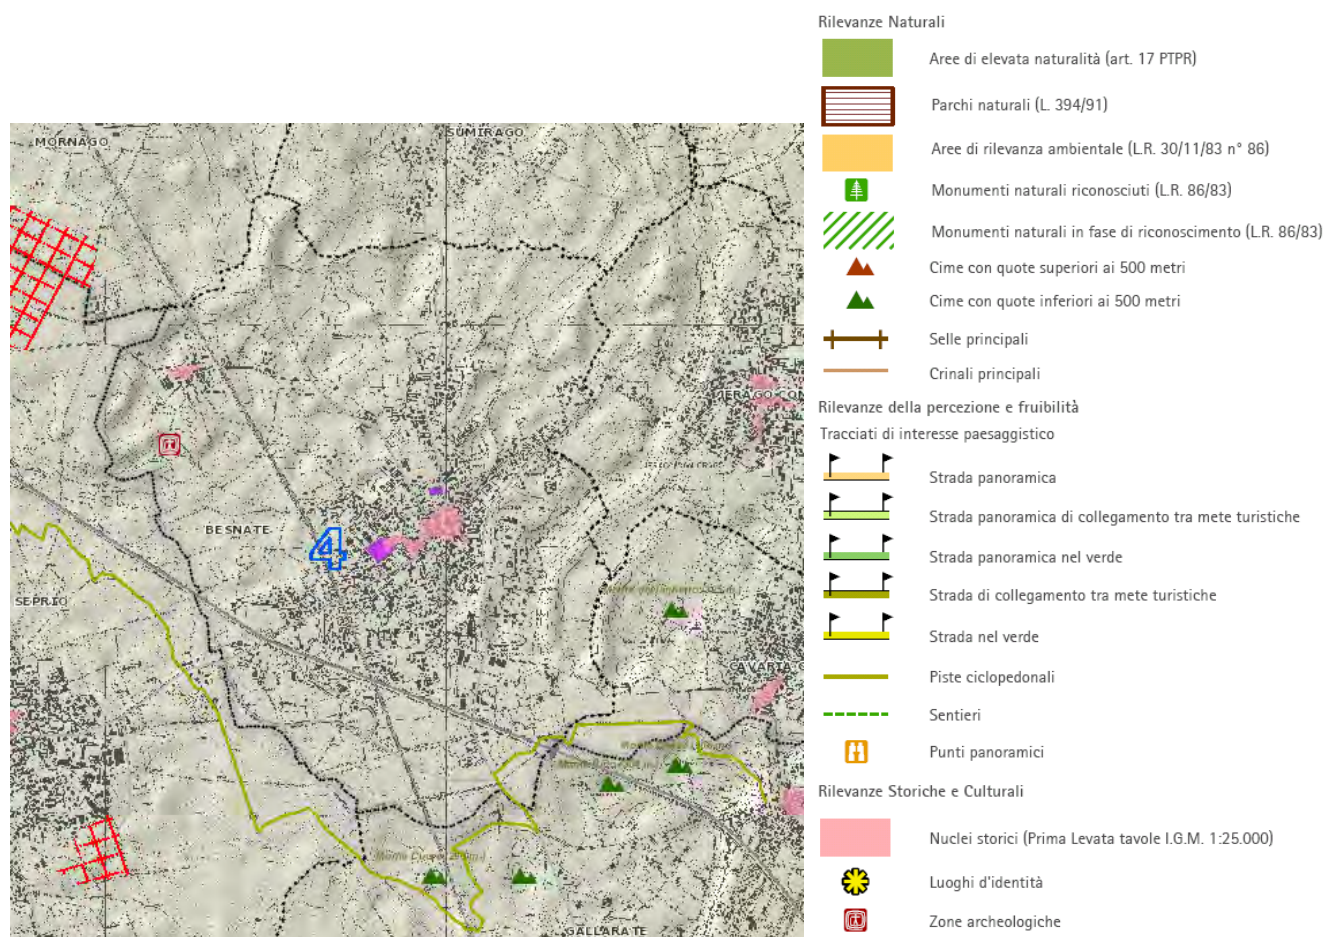 SUMIRAGO
MORNAGO
BESNATE
4
SEPRIO
GALLARATE
Rilevanze Naturali
Aree di elevata naturalità (art. 17 PTPR)
Parchi naturali (L. 394/91)
Aree di rilevanza ambientale (L.R. 30/11/83 n° 86)
Monumenti naturali riconosciuti (L.R. 86/83)
Monumenti naturali in fase di riconoscimento (L.R. 86/83)
Cime con quote superiori ai 500 metri
Cime con quote inferiori ai 500 metri
Selle principali
Crinali principali
Rilevanze della percezione e fruibilità
Tracciati di interesse paesaggistico
Strada panoramica
Strada panoramica di collegamento tra mete turistiche
Strada panoramica nel verde
Strada di collegamento tra mete turistiche
Strada nel verde
Piste ciclopedonali
Sentieri
Punti panoramici
Rilevanze Storiche e Culturali
Nuclei storici (Prima Levata tavole I.G.M. 1:25.000)
Luoghi d'identità
Zone archeologiche